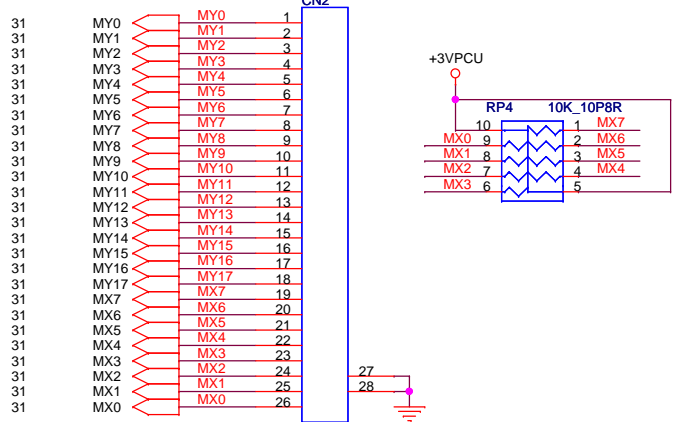 CN2
31 MY0 MY0 1
31 MY1 MY1 2
31 MY2 MY2 3
31 MY3 MY3 4
31 MY4 MY4 5
31 MY5 MY5 6
31 MY6 MY6 7
31 MY7 MY7 8
31 MY8 MY8 9
31 MY9 MY9 10
31 MY10 MY10 11
31 MY11 MY11 12
31 MY12 MY12 13
31 MY13 MY13 14
31 MY14 MY14 15
31 MY15 MY15 16
31 MY16 MY16 17
31 MY17 MY17 18
31 MX7 MX7 19
31 MX6 MX6 20
31 MX5 MX5 21
31 MX4 MX4 22
31 MX3 MX3 23
31 MX2 MX2 24
31 MX1 MX1 25
31 MX0 MX0 26
27
28
+3VPCU
RP4 10K_10P8R
10 1 MX7
MX0 9 2 MX6
MX1 8 3 MX5
MX2 7 4 MX4
MX3 6 5